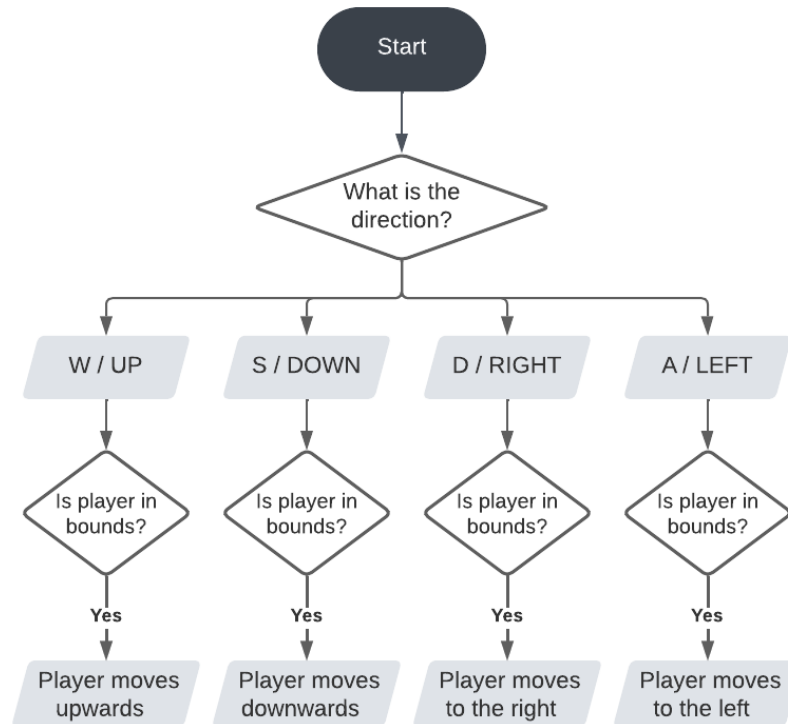 Start
What is the
direction?
W / UP
S / DOWN
D / RIGHT
A / LEFT
Is player in
bounds?
Is player in
bounds?
Is player in
bounds?
Is player in
bounds?
Yes
Yes
Yes
Yes
Player moves
upwards
Player moves
downwards
Player moves
to the right
Player moves
to the left